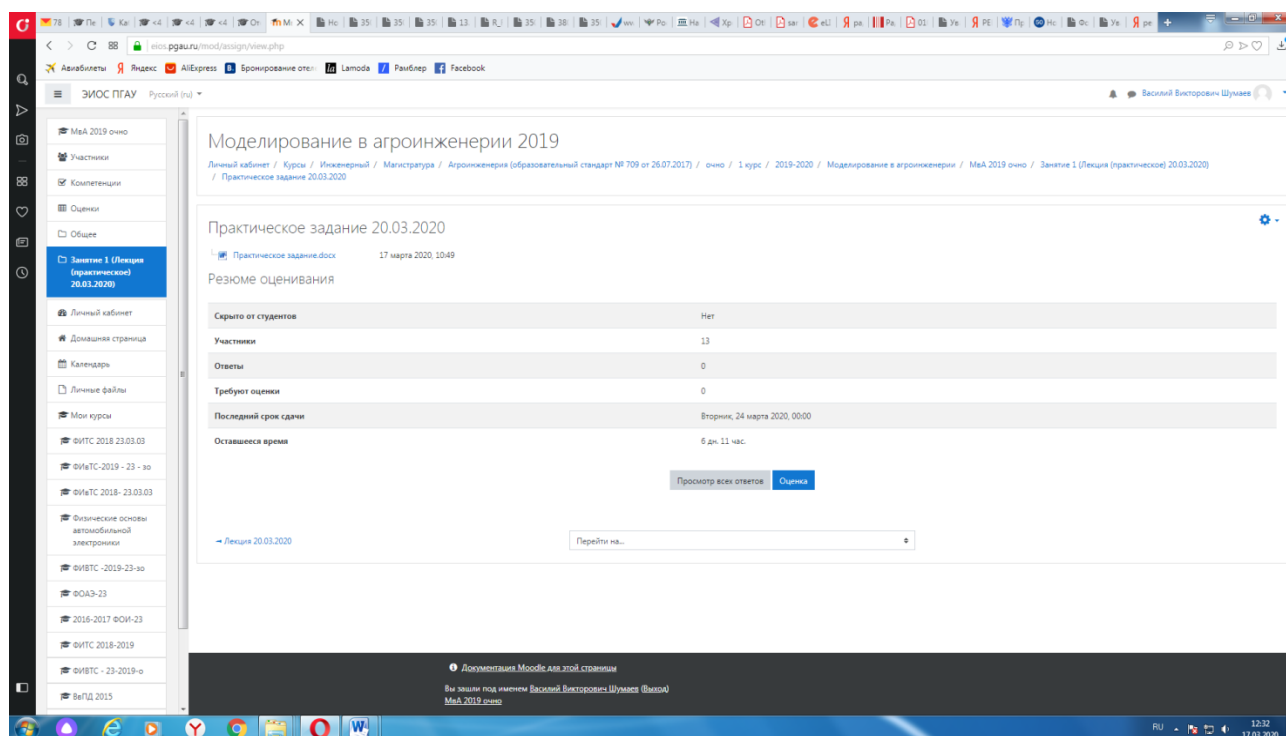 eios.pgau.ru/mod/assign/view.php
Авиабилеты Яндекс AliExpress Бронирование отел Lamoda Рамблер Facebook
ЭИОС ПГАУ Русский (ru)
Василий Викторович Шумаев
МвА 2019 очно
Участники
Компетенции
Оценки
Общее
Занятие 1 (Лекция
(практическое)
20.03.2020)
Личный кабинет
Домашняя страница
Календарь
Личные файлы
Мои курсы
ФИТС 2018 23.03.03
ФИвТС-2019 - 23 - зо
ФИвТС 2018- 23.03.03
Физические основы
автомобильной
электроники
ФИВТС -2019-23-зо
ФОАЭ-23
2016-2017 ФОИ-23
ФИТС 2018-2019
ФИВТС - 23-2019-о
ВеПД 2015
Моделирование в агроинженерии 2019
Личный кабинет / Курсы / Инженерный / Магистратура / Агроинженерия (образовательный стандарт № 709 от 26.07.2017) / очно / 1 курс / 2019-2020 / Моделирование в агроинженерии / МвА 2019 очно / Занятие 1 (Лекция (практическое) 20.03.2020)
/ Практическое задание 20.03.2020
Практическое задание 20.03.2020
Практическое задание.docx 17 марта 2020, 10:49
Резюме оценивания
Скрыто от студентов Нет
Участники 13
Ответы 0
Требуют оценки 0
Последний срок сдачи Вторник, 24 марта 2020, 00:00
Оставшееся время 6 дн. 11 час.
Просмотр всех ответов Оценка
→ Лекция 20.03.2020 Перейти на...
Документация Moodle для этой страницы
Вы зашли под именем Василий Викторович Шумаев (Выход)
МвА 2019 очно
RU 12:32
17.03.2020